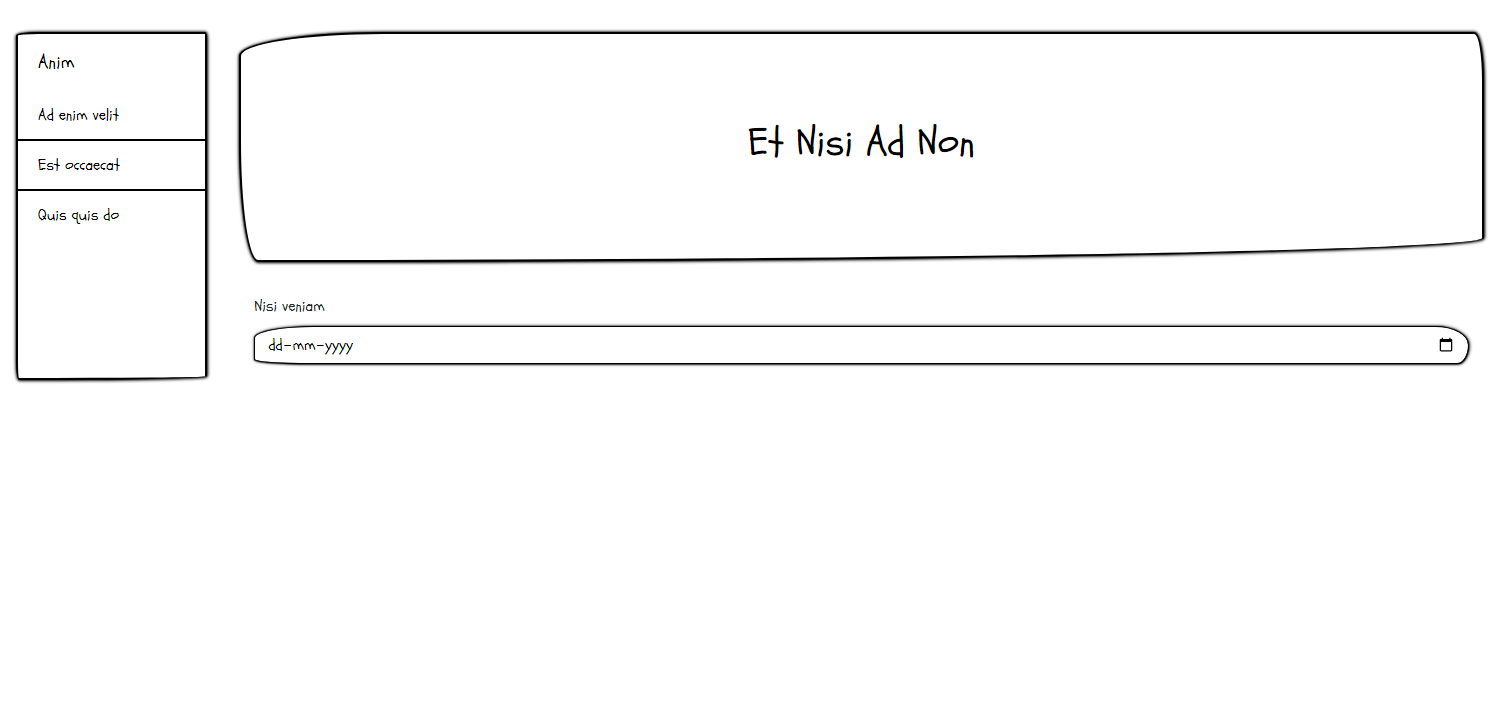 Anim
Ad enim velit
Est occaecat
Quis quis do
Et Nisi Ad Non
Nisi veniam
dd-mm-yyyy